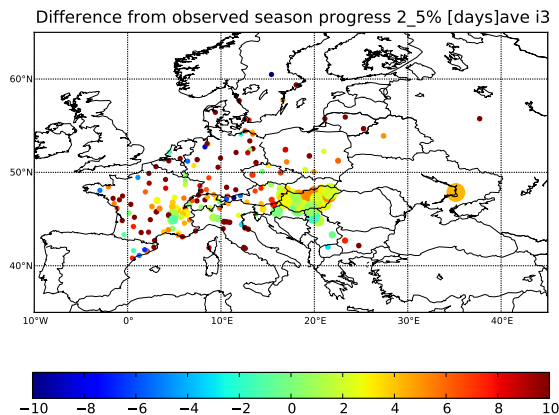 Difference from observed season progress 2_5% [days]ave i3
60°N
50°N
40°N
10°W 0° 10°E 20°E 30°E 40°E
−10 −8 −6 −4 −2 0 2 4 6 8 10